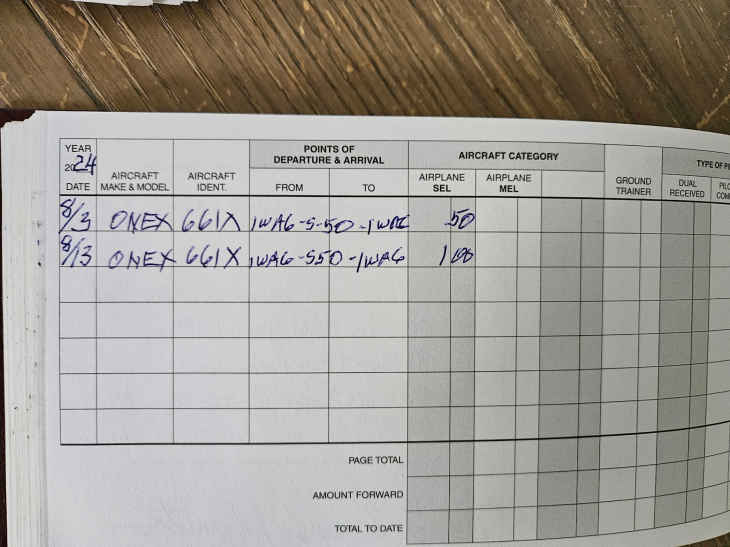 YEAR
2024
POINTS OF
DEPARTURE & ARRIVAL
AIRCRAFT CATEGORY
TYPE OF
DATE
AIRCRAFT
MAKE & MODEL
AIRCRAFT
IDENT.
FROM
TO
AIRPLANE
SEL
AIRPLANE
MEL
GROUND
TRAINER
DUAL
RECEIVED
8/3 ONEX 661X 1WA6-S-50-1WA6 .50
8/13 ONEX 661X 1WA6-S50-1WA6 1 00
PAGE TOTAL
AMOUNT FORWARD
TOTAL TO DATE